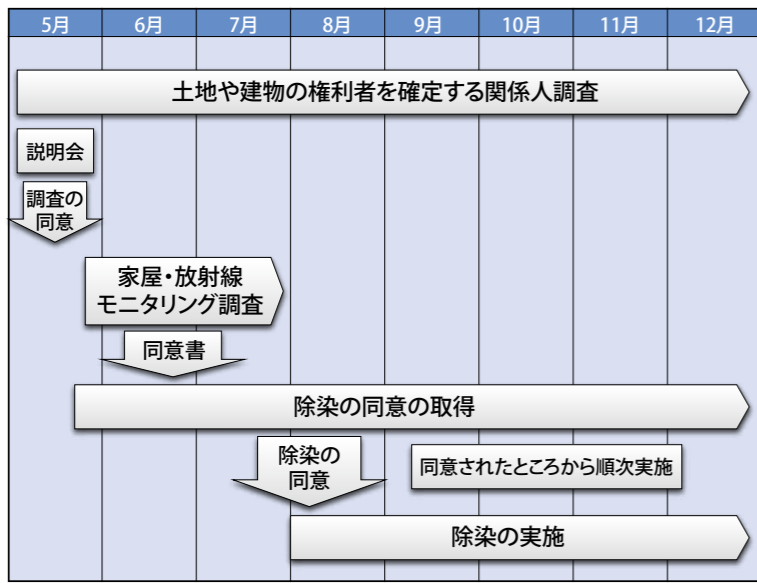 5月 6月 7月 8月 9月 10月 11月 12月
土地や建物の権利者を確定する関係人調査
説明会
調査の
同意
家屋・放射線
モニタリング調査
同意書
除染の同意の取得
除染の
同意
同意されたところから順次実施
除染の実施